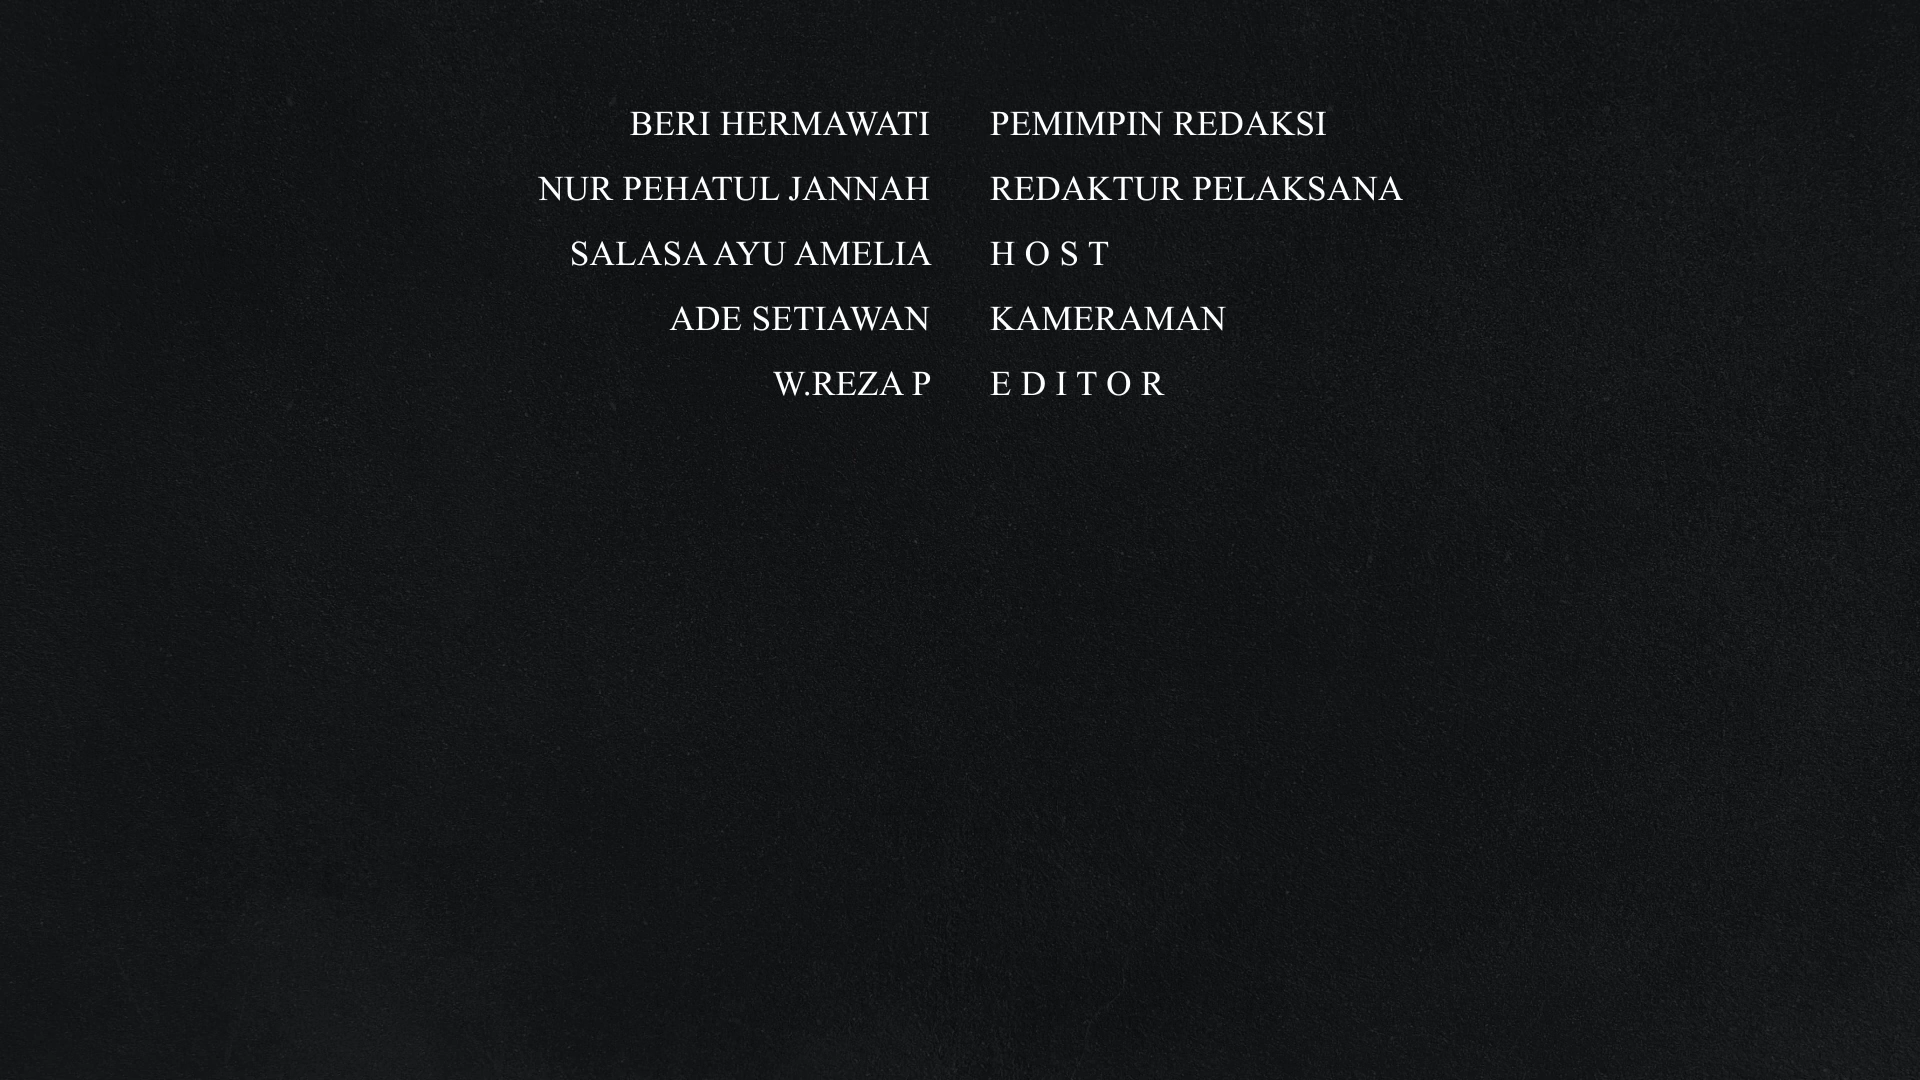 BERI HERMAWATI PEMIMPIN REDAKSI
NUR PEHATUL JANNAH REDAKTUR PELAKSANA
SALASA AYU AMELIA H O S T
ADE SETIAWAN KAMERAMAN
W.REZA P E D I T O R